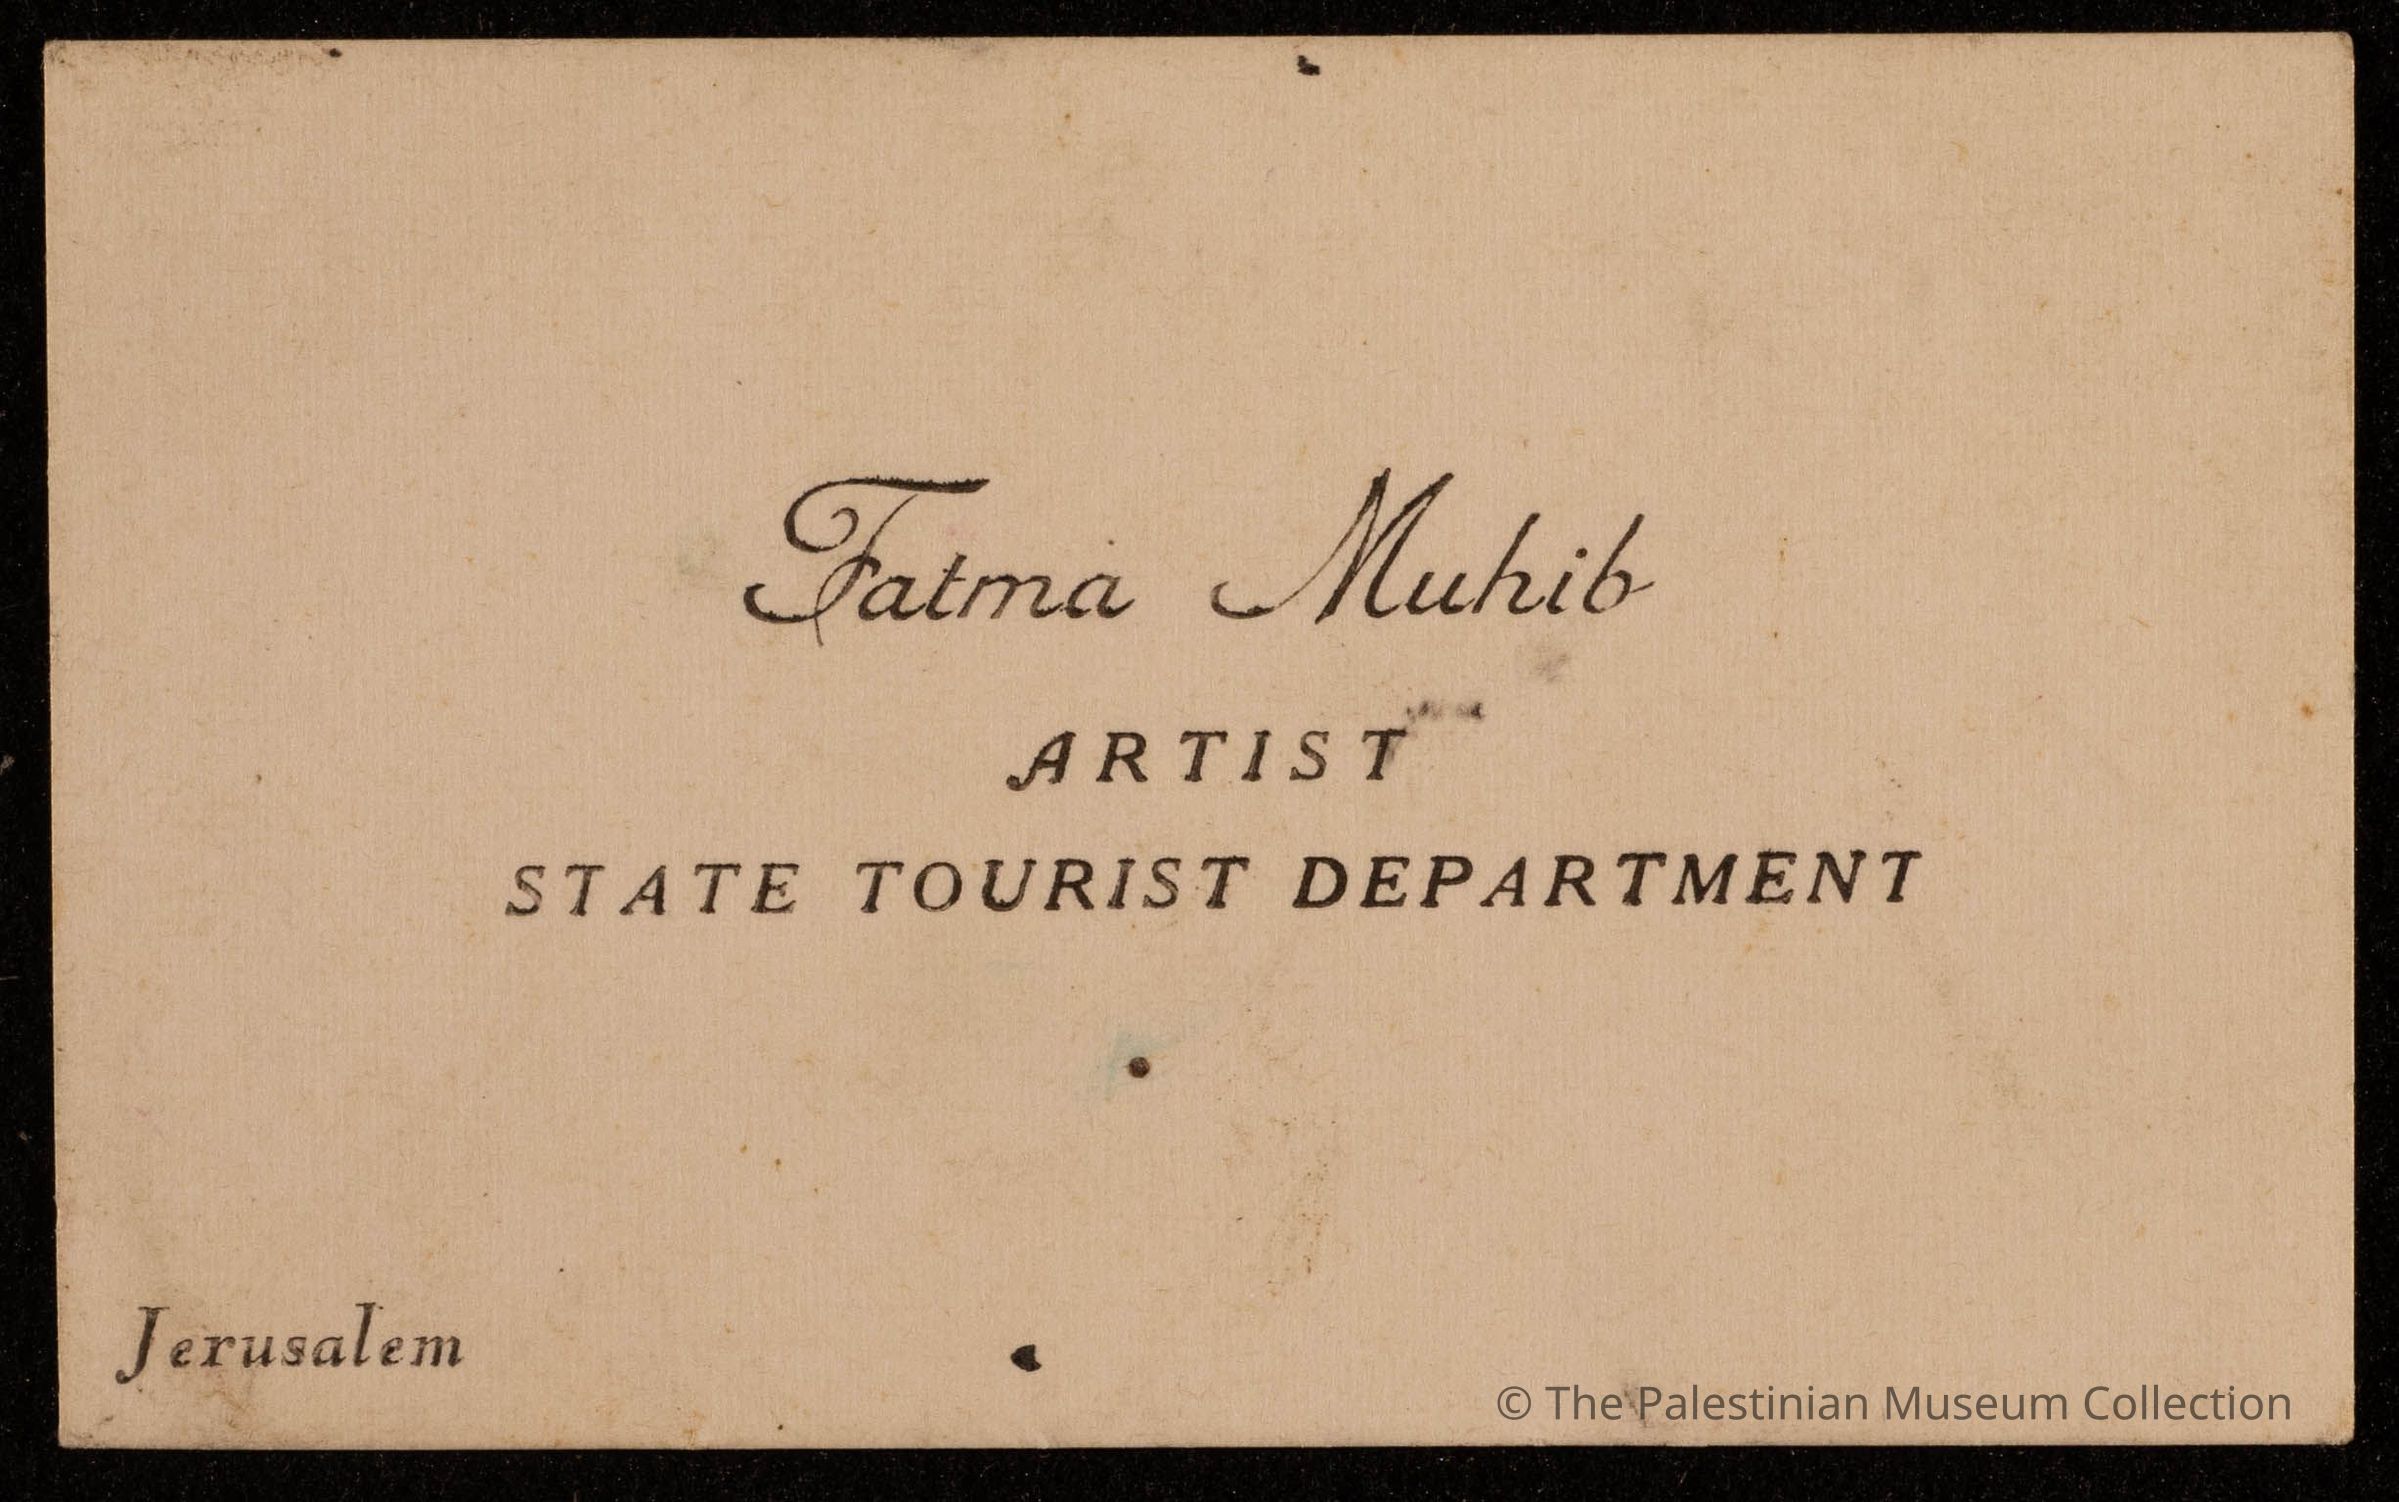 Fatma Muhib
ARTIST
STATE TOURIST DEPARTMENT
Jerusalem
© The Palestinian Museum Collection